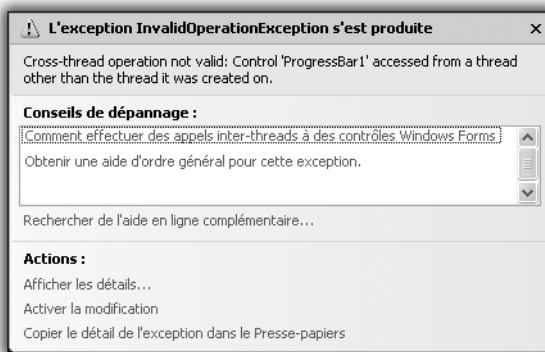 L'exception InvalidOperationException s'est produite
Cross-thread operation not valid: Control 'ProgressBar1' accessed from a thread
other than the thread it was created on.
Conseils de dépannage :
Comment effectuer des appels inter-threads à des contrôles Windows Forms
Obtenir une aide d'ordre général pour cette exception.
Rechercher de l'aide en ligne complémentaire...
Actions :
Afficher les détails...
Activer la modification
Copier le détail de l'exception dans le Presse-papiers